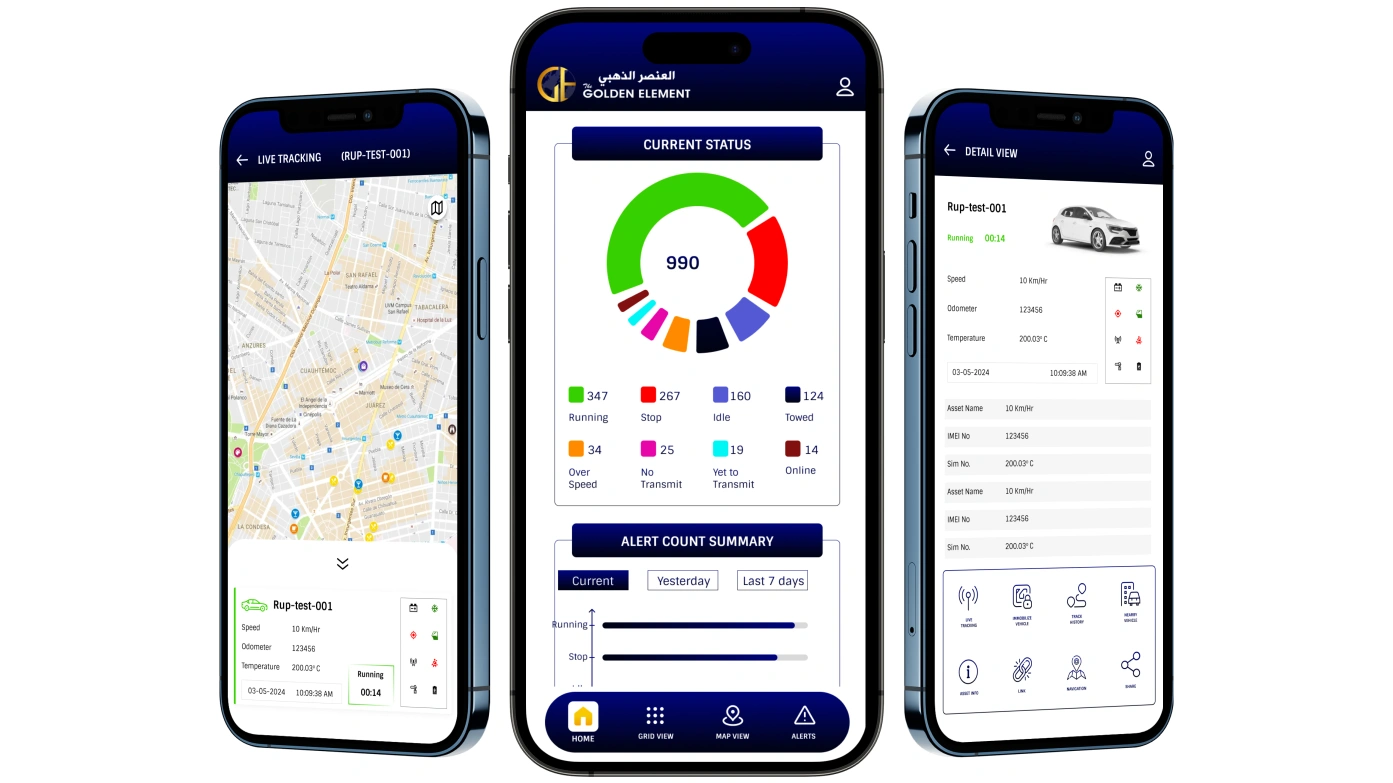 LIVE TRACKING (RUP-TEST-001)
SAN RAFAEL
TABACALERA
ANZURES
CUAUHTEMOC
JUÁREZ
LA CONDESA
Rup-test-001
Speed 10 Km/Hr
Odometer 123456
Temperature 200.03° C
03-05-2024 10:09:38 AM
Running
00:14
العنصر الذهبي
The GOLDEN ELEMENT
CURRENT STATUS
990
347 267 160 124
Running Stop Idle Towed
34 25 19 14
Over Speed No Transmit Yet to Transmit Online
ALERT COUNT SUMMARY
Current Yesterday Last 7 days
Running
Stop
HOME GRID VIEW MAP VIEW ALERTS
DETAIL VIEW
Rup-test-001
Running 00:14
Speed 10 Km/Hr
Odometer 123456
Temperature 200.03° C
03-05-2024 10:09:38 AM
Asset Name 10 Km/Hr
IMEI No 123456
Sim No. 200.03° C
Asset Name 10 Km/Hr
IMEI No 123456
Sim No. 200.03° C
LIVE TRACKING IMMOBILIZE VEHICLE TRACK HISTORY NEARBY VEHICLE
ASSET INFO LINK NAVIGATION SHARE